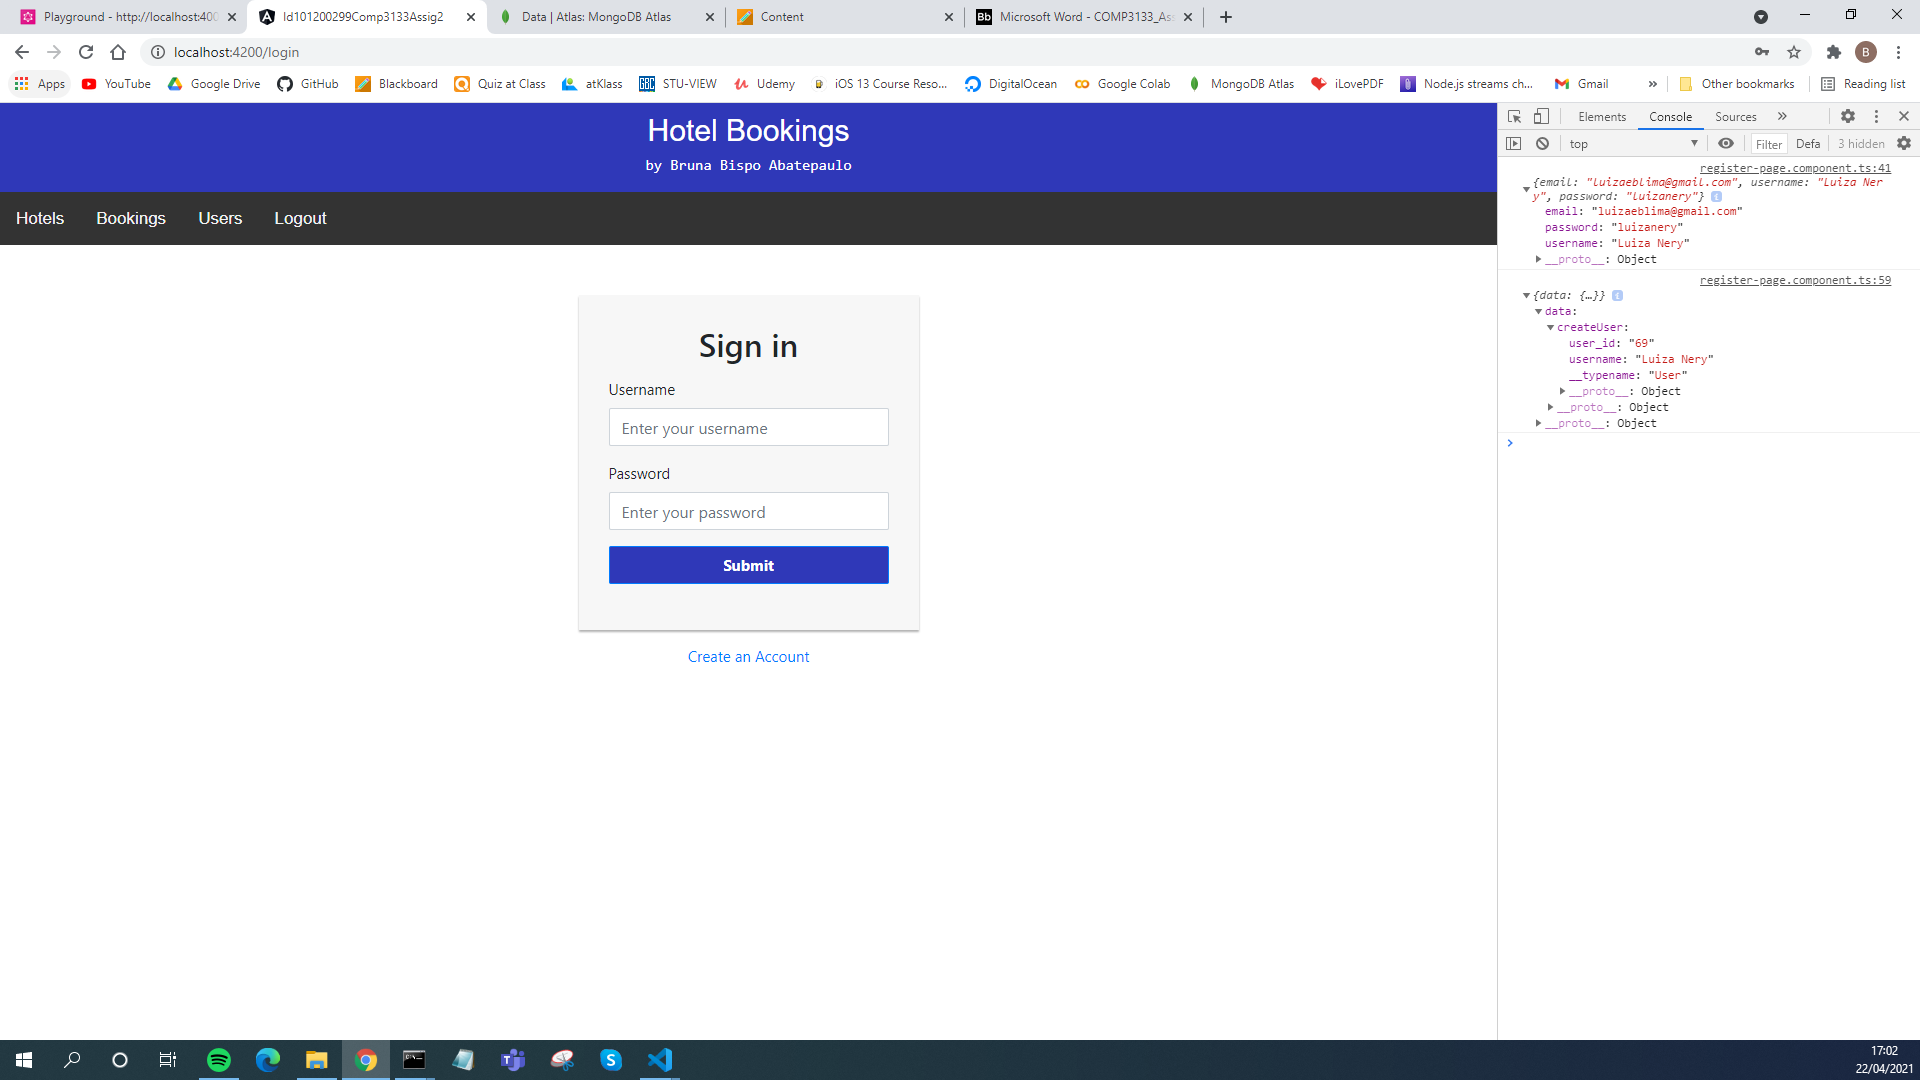 Playground - http://localhost:400
Id101200299Comp3133Assig2
Data | Atlas: MongoDB Atlas
Content
Bb Microsoft Word - COMP3133_Ass
localhost:4200/login
B
Apps YouTube Google Drive GitHub Blackboard Quiz at Class atKlass GBC STU-VIEW Udemy iOS 13 Course Reso... DigitalOcean Google Colab MongoDB Atlas iLovePDF Node.js streams ch... Gmail » Other bookmarks Reading list
Hotel Bookings
by Bruna Bispo Abatepaulo
Hotels Bookings Users Logout
Sign in
Username
Enter your username
Password
Enter your password
Submit
Create an Account
Elements Console Sources »
top Filter Defa 3 hidden
register-page.component.ts:41
{email: "luizaeblima@gmail.com", username: "Luiza Ner
y", password: "luizanery"}
email: "luizaeblima@gmail.com"
password: "luizanery"
username: "Luiza Nery"
__proto__: Object
register-page.component.ts:59
{data: {…}}
data:
createUser:
user_id: "69"
username: "Luiza Nery"
__typename: "User"
__proto__: Object
__proto__: Object
__proto__: Object
17:02
22/04/2021